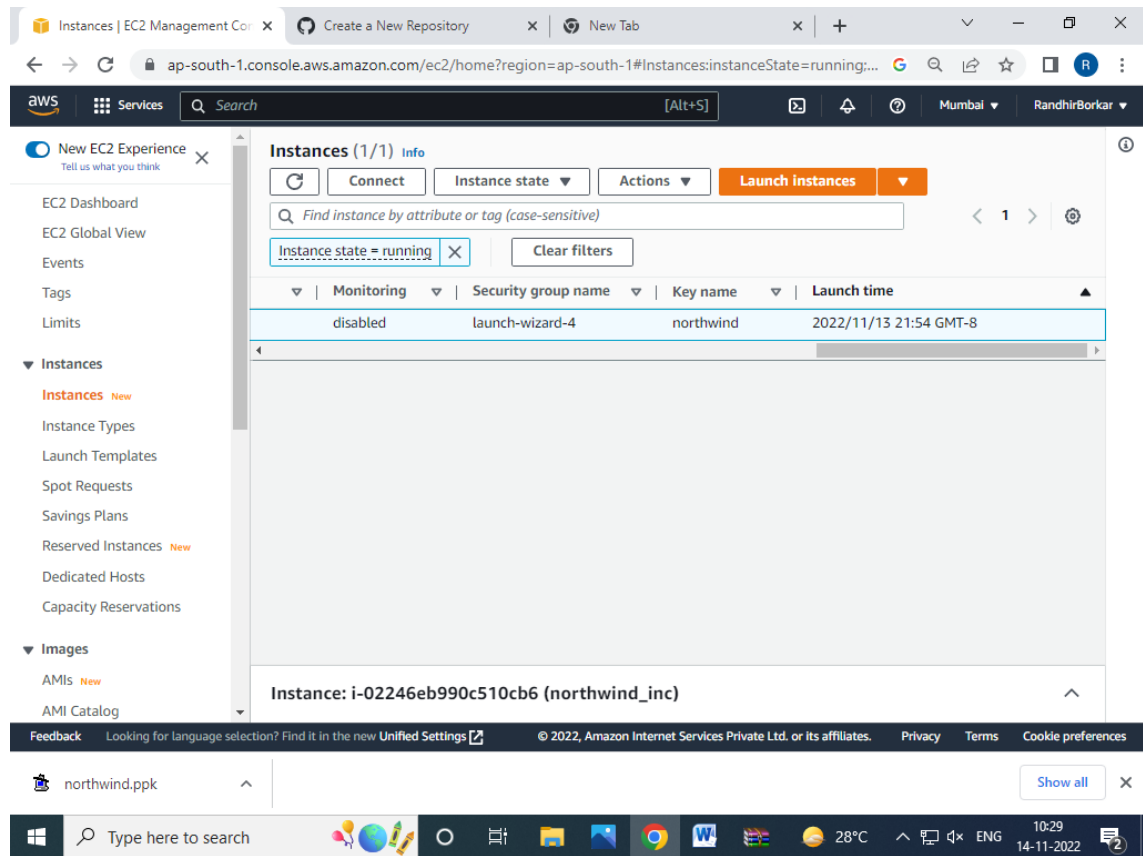 Instances | EC2 Management Cor
Create a New Repository
New Tab
ap-south-1.console.aws.amazon.com/ec2/home?region=ap-south-1#Instances:instanceState=running;...
R
aws
Services
Search
[Alt+S]
Mumbai
RandhirBorkar
New EC2 Experience
Tell us what you think
EC2 Dashboard
EC2 Global View
Events
Tags
Limits
Instances
Instances New
Instance Types
Launch Templates
Spot Requests
Savings Plans
Reserved Instances New
Dedicated Hosts
Capacity Reservations
Images
AMIs New
AMI Catalog
Instances (1/1) Info
Connect
Instance state
Actions
Launch instances
Find instance by attribute or tag (case-sensitive)
1
Instance state = running
Clear filters
Monitoring | Security group name | Key name | Launch time
disabled launch-wizard-4 northwind 2022/11/13 21:54 GMT-8
Instance: i-02246eb990c510cb6 (northwind_inc)
Feedback Looking for language selection? Find it in the new Unified Settings © 2022, Amazon Internet Services Private Ltd. or its affiliates. Privacy Terms Cookie preferences
northwind.ppk
Show all
Type here to search
28°C
ENG
10:29
14-11-2022
2